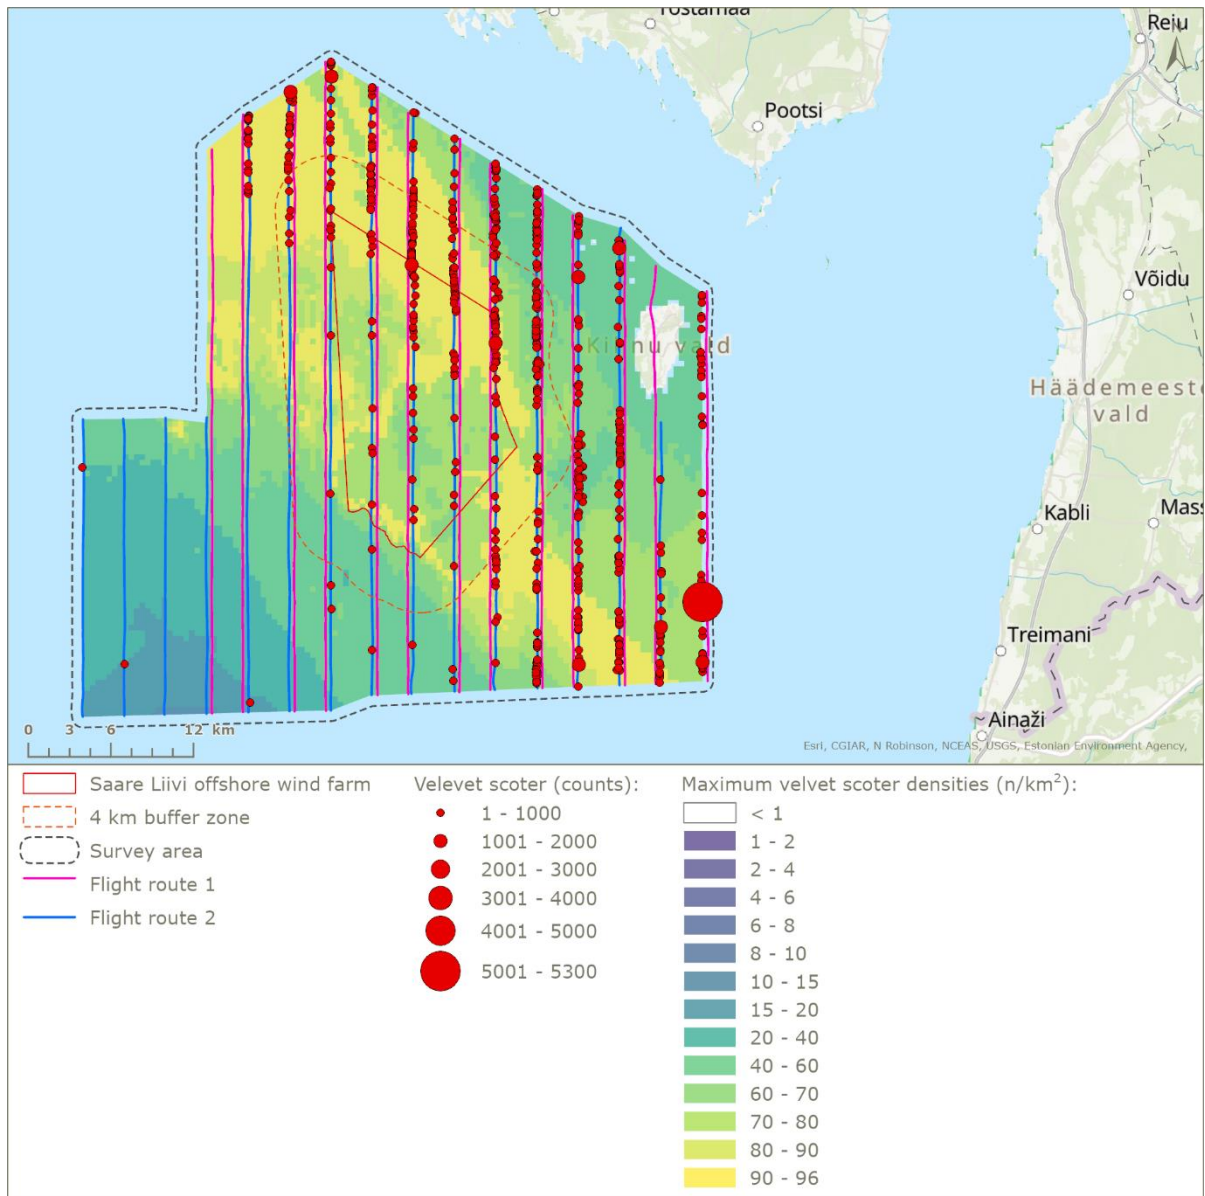 Tõstamaa
Reiu
Pootsi
Võidu
Kihnu vald
Häädemeeste
vald
Kabli
Mass
Treimani
Ainaži
0 3 6 12 km
Esri, CGIAR, N Robinson, NCEAS, USGS, Estonian Environment Agency,
Saare Liivi offshore wind farm
4 km buffer zone
Survey area
Flight route 1
Flight route 2
Velevet scoter (counts):
1 - 1000
1001 - 2000
2001 - 3000
3001 - 4000
4001 - 5000
5001 - 5300
Maximum velvet scoter densities (n/km²):
< 1
1 - 2
2 - 4
4 - 6
6 - 8
8 - 10
10 - 15
15 - 20
20 - 40
40 - 60
60 - 70
70 - 80
80 - 90
90 - 96